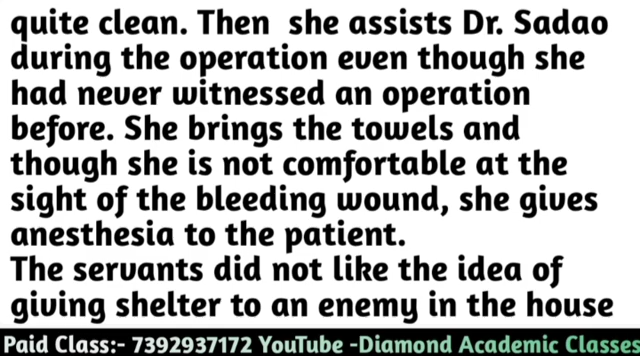 quite clean. Then she assists Dr. Sadao
during the operation even though she
had never witnessed an operation
before. She brings the towels and
though she is not comfortable at the
sight of the bleeding wound, she gives
anesthesia to the patient.
The servants did not like the idea of
giving shelter to an enemy in the house
Paid Class:- 7392937172 YouTube -Diamond Academic Classes